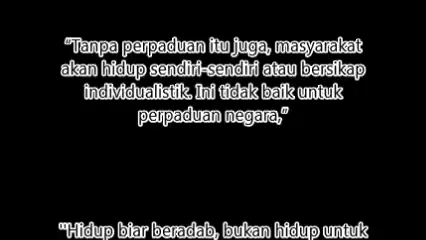 “Tanpa perpaduan itu juga, masyarakat
akan hidup sendiri-sendiri atau bersikap
individualistik. Ini tidak baik untuk
perpaduan negara,”
"Hidup biar beradab, bukan hidup untuk